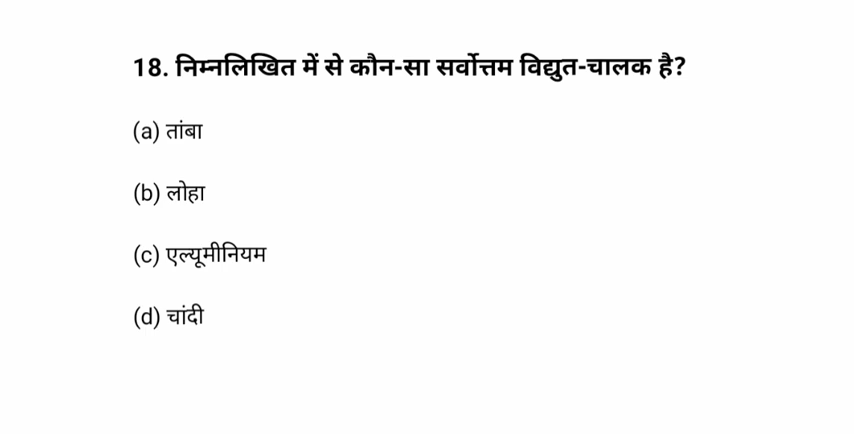 18. निम्नलिखित में से कौन-सा सर्वोत्तम विद्युत-चालक है?
(a) तांबा
(b) लोहा
(c) एल्यूमीनियम
(d) चांदी